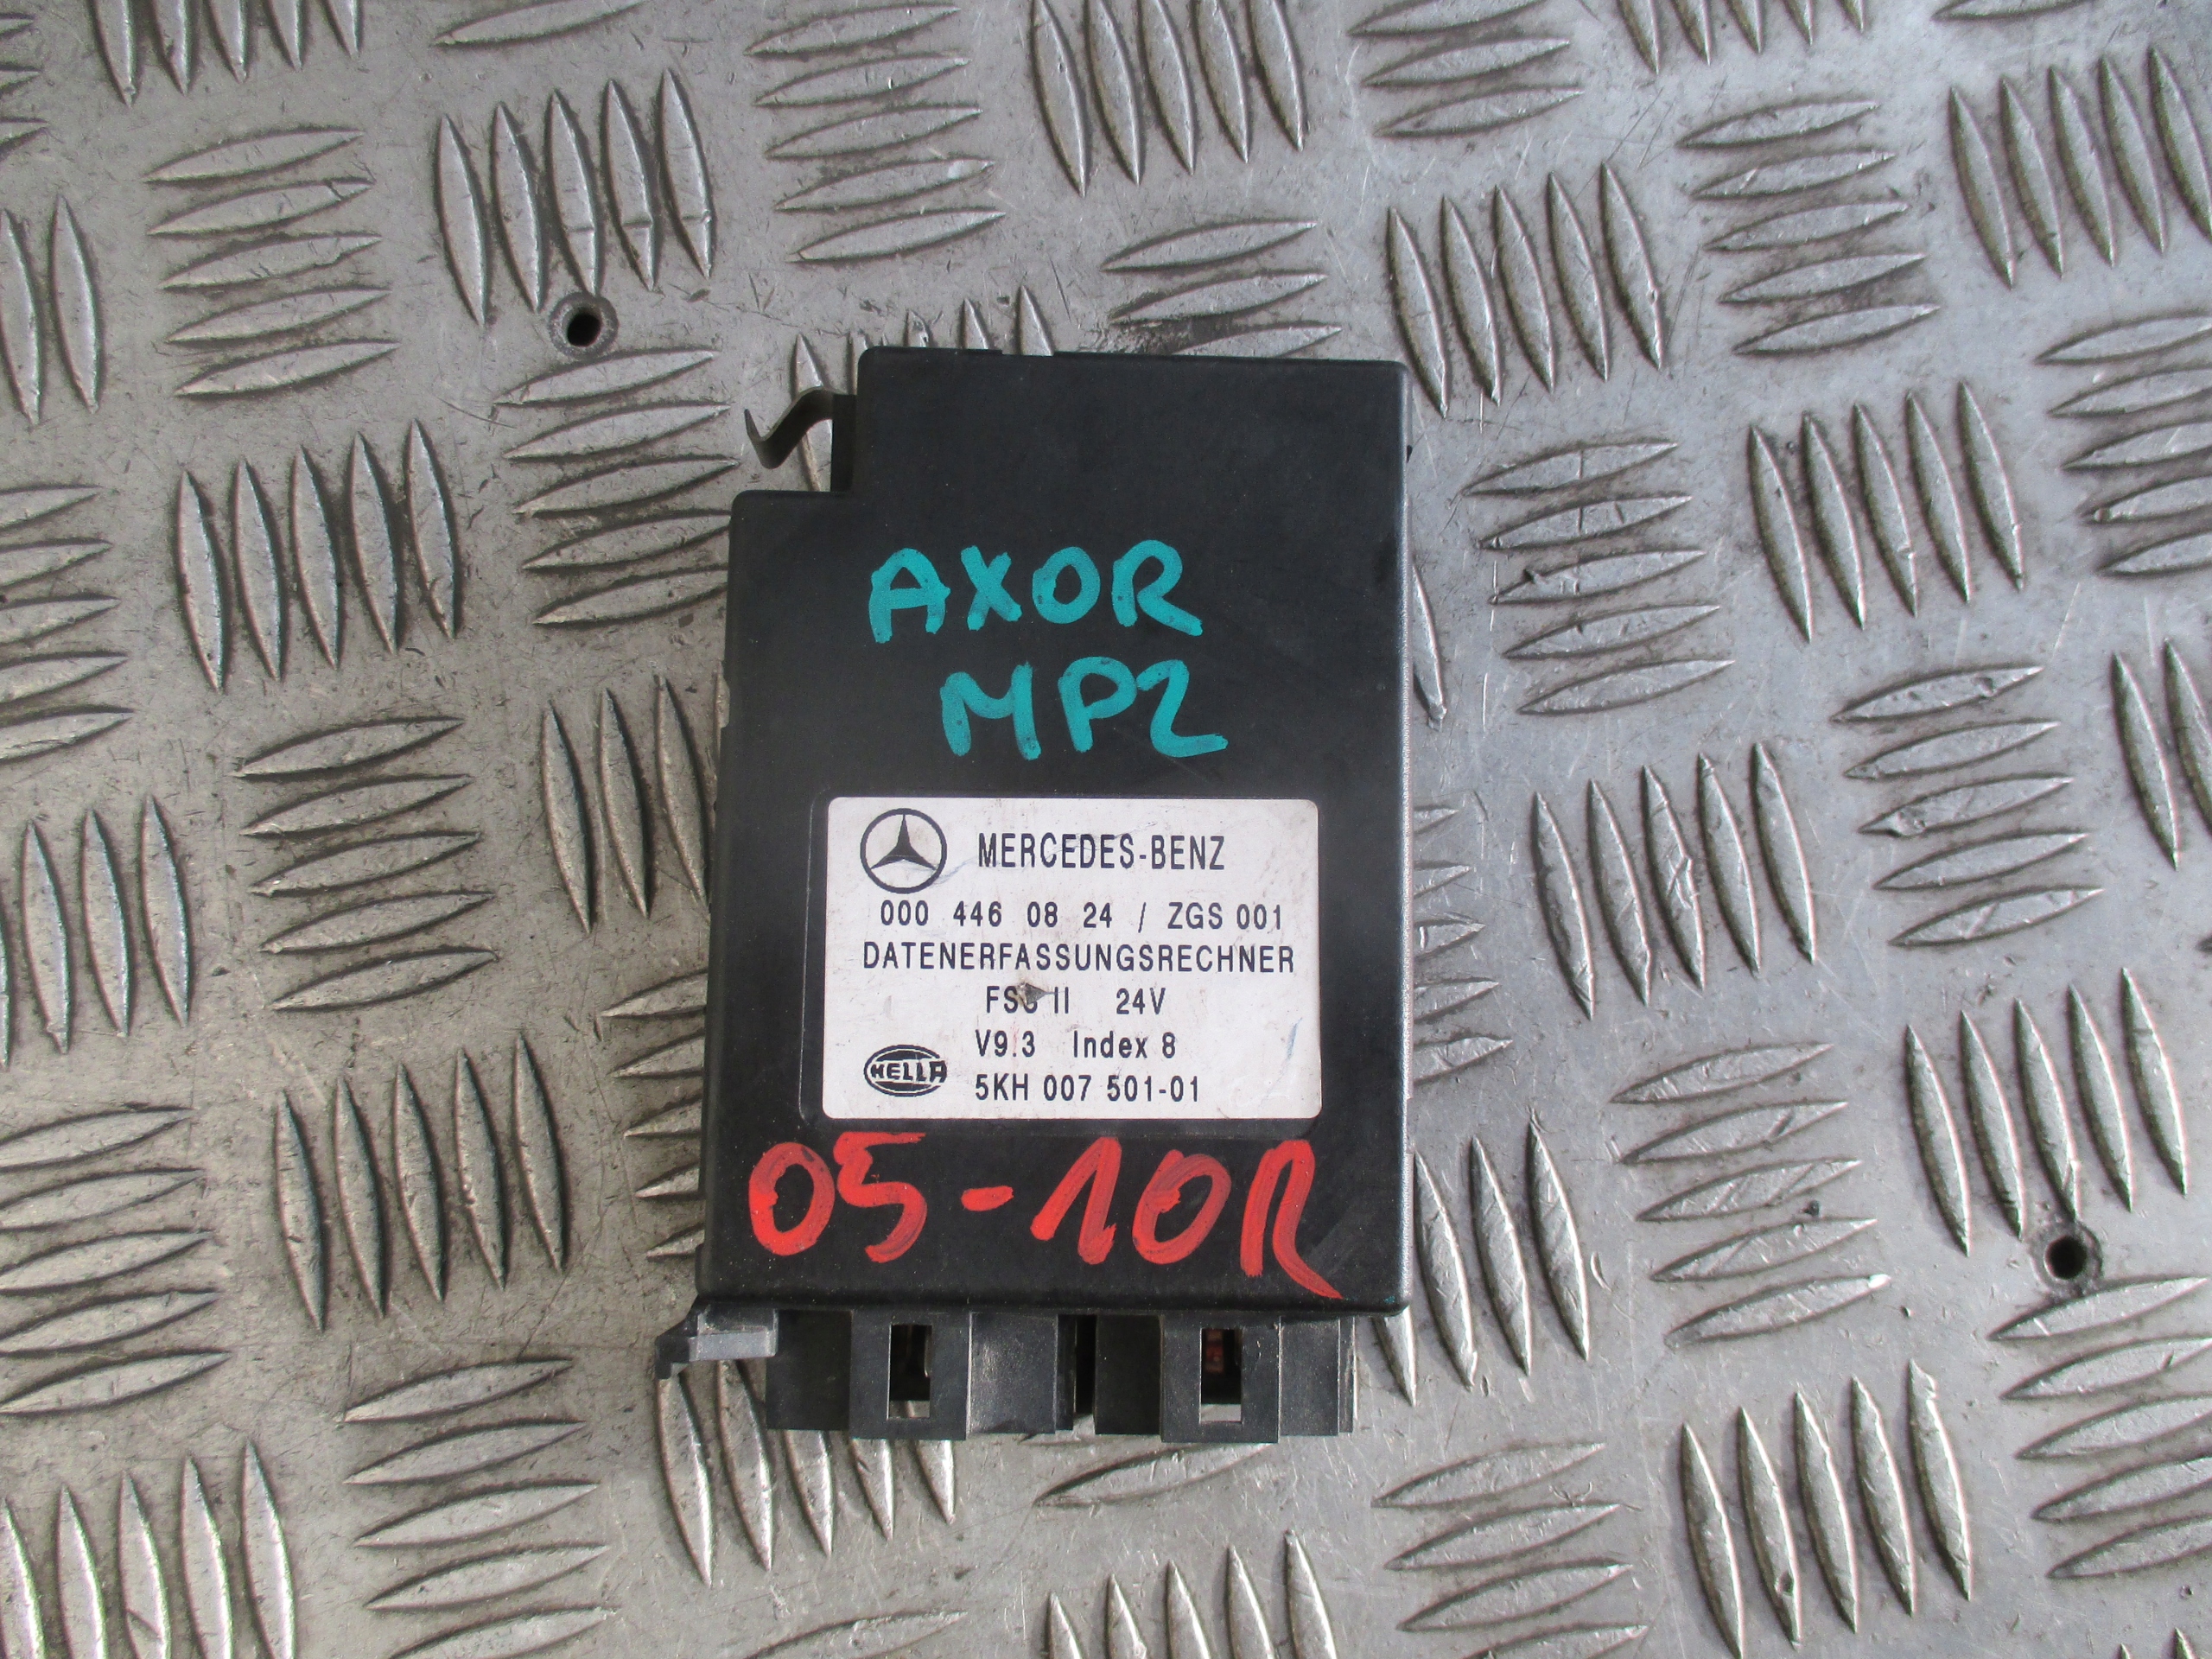 AXOR
MP2
MERCEDES-BENZ
000 446 08 24 / ZGS 001
DATENERFASSUNGSRECHNER
II 24V
V9.3 Index 8
HELLA 5KH 007 501-01
05-10R